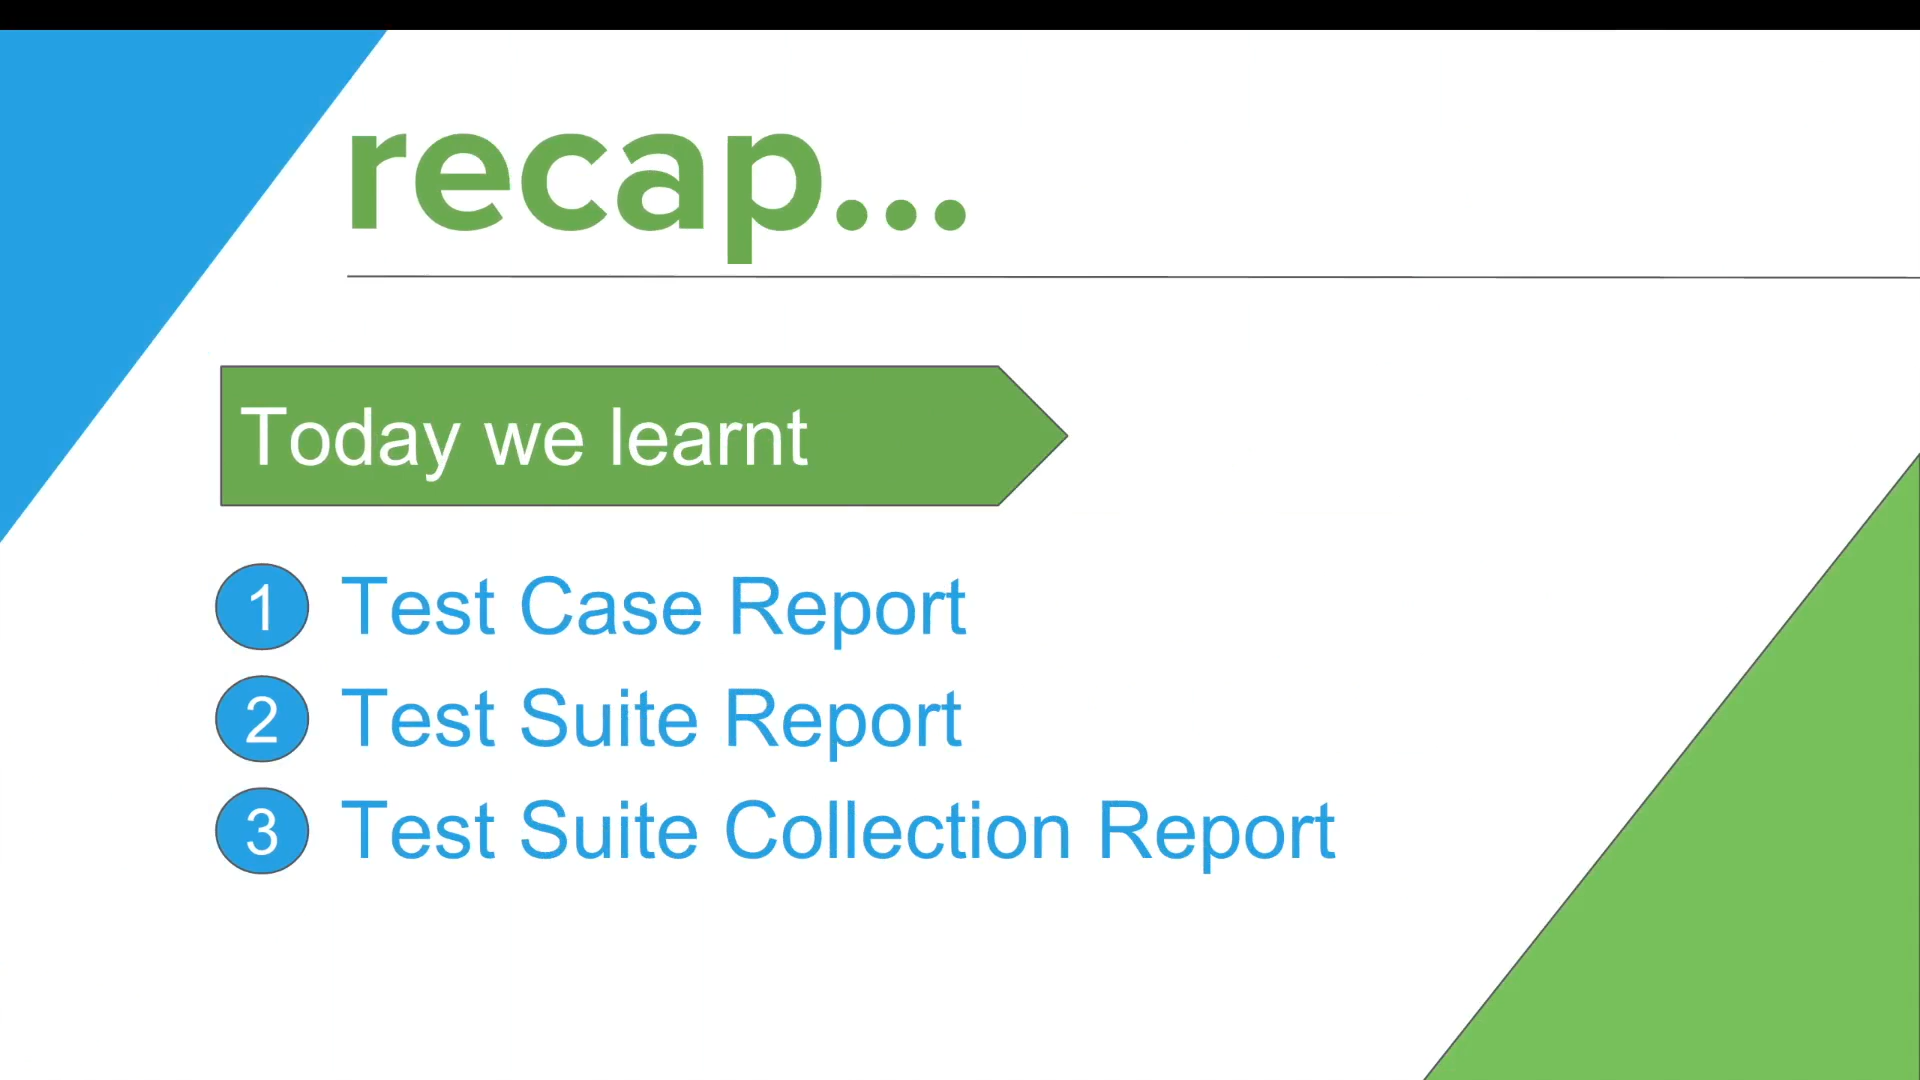 recap...
Today we learnt
1 Test Case Report
2 Test Suite Report
3 Test Suite Collection Report